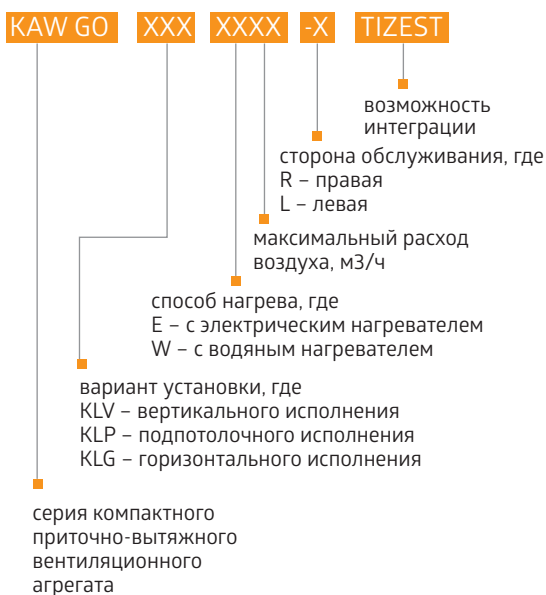 KAW GO XXX XXXX -X TIZEST
возможность
интеграции
сторона обслуживания, где
R – правая
L – левая
максимальный расход
воздуха, м3/ч
способ нагрева, где
E – с электрическим нагревателем
W – с водяным нагревателем
вариант установки, где
KLV – вертикального исполнения
KLP – подпотолочного исполнения
KLG – горизонтального исполнения
серия компактного
приточно-вытяжного
вентиляционного
агрегата